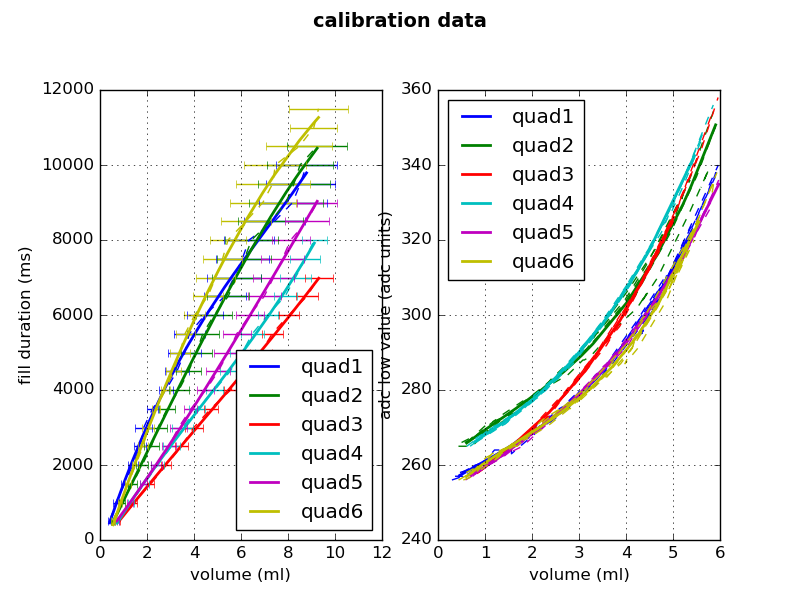 calibration data
fill duration (ms)
12000
10000
8000
6000
4000
2000
0
0 2 4 6 8 10 12
volume (ml)
quad1
quad2
quad3
quad4
quad5
quad6
adc low value (adc units)
360
340
320
300
280
260
240
0 1 2 3 4 5 6
volume (ml)
quad1
quad2
quad3
quad4
quad5
quad6